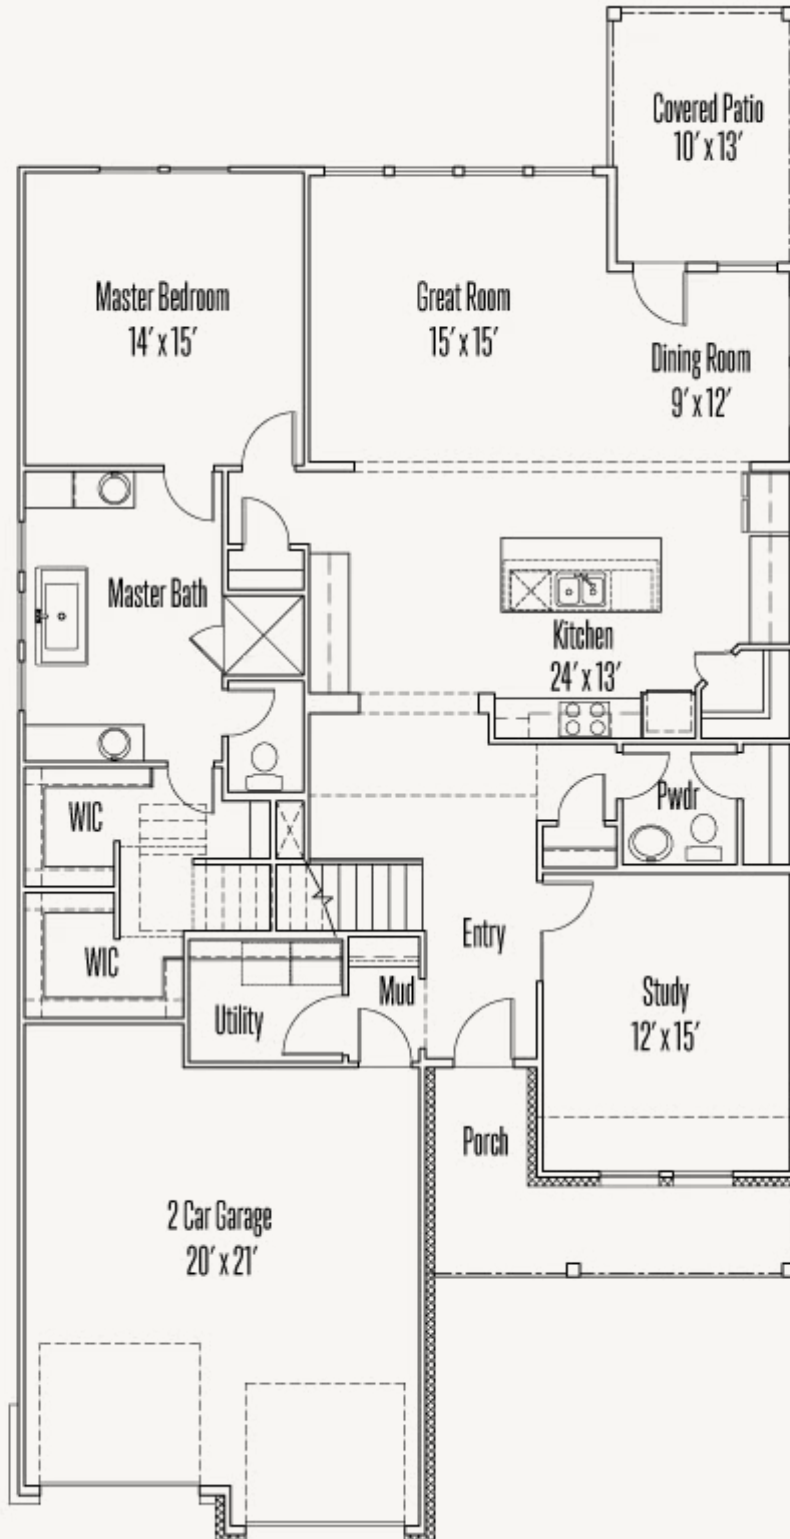 Covered Patio
10' x 13'
Master Bedroom
14' x 15'
Great Room
15' x 15'
Dining Room
9' x 12'
Master Bath
Kitchen
24' x 13'
WIC
Pwdr
WIC
Entry
Utility
Mud
Study
12' x 15'
Porch
2 Car Garage
20' x 21'